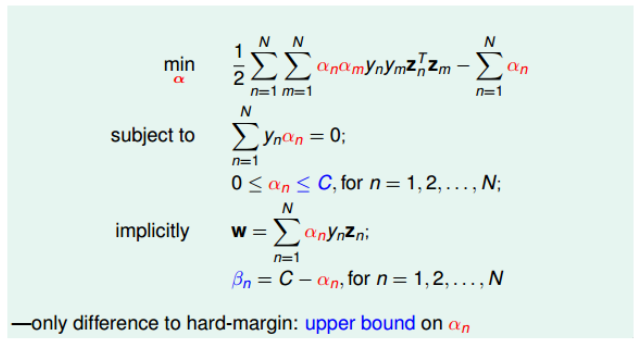 min α 1/2 ∑_{n=1}^{N} ∑_{m=1}^{N} α_n α_m y_n y_m z_n^T z_m − ∑_{n=1}^{N} α_n
subject to ∑_{n=1}^{N} y_n α_n = 0;
0 ≤ α_n ≤ C, for n = 1, 2, . . . , N;
implicitly w = ∑_{n=1}^{N} α_n y_n z_n;
β_n = C − α_n, for n = 1, 2, . . . , N
—only difference to hard-margin: upper bound on α_n